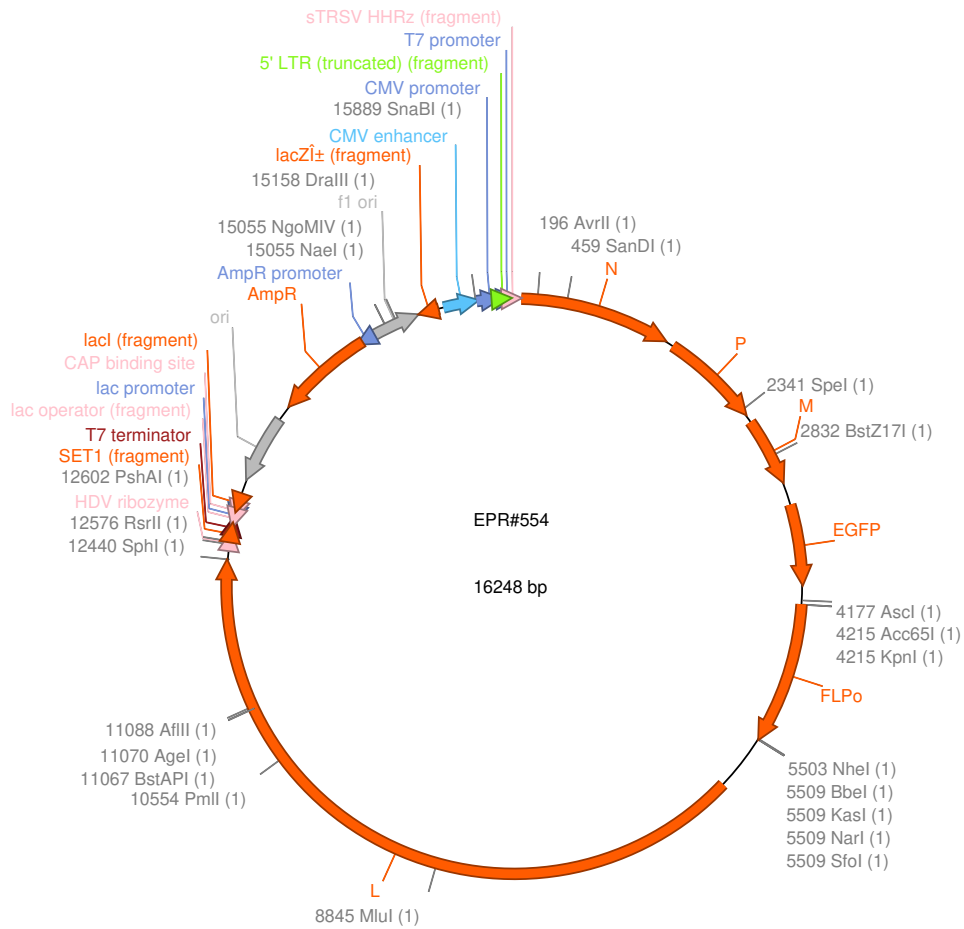 sTRSV HHRz (fragment)
T7 promoter
5' LTR (truncated) (fragment)
CMV promoter
15889 SnaBI (1)
CMV enhancer
lacZÎ± (fragment)
15158 DraIII (1)
f1 ori
15055 NgoMIV (1)
15055 NaeI (1)
AmpR promoter
AmpR
ori
lacI (fragment)
CAP binding site
lac promoter
lac operator (fragment)
T7 terminator
SET1 (fragment)
12602 PshAI (1)
HDV ribozyme
12576 RsrII (1)
12440 SphI (1)
196 AvrII (1)
459 SanDI (1)
N
P
2341 SpeI (1)
M
2832 BstZ17I (1)
EGFP
EPR#554
16248 bp
4177 AscI (1)
4215 Acc65I (1)
4215 KpnI (1)
FLPo
5503 NheI (1)
5509 BbeI (1)
5509 KasI (1)
5509 NarI (1)
5509 SfoI (1)
11088 AflII (1)
11070 AgeI (1)
11067 BstAPI (1)
10554 PmlI (1)
L
8845 MluI (1)